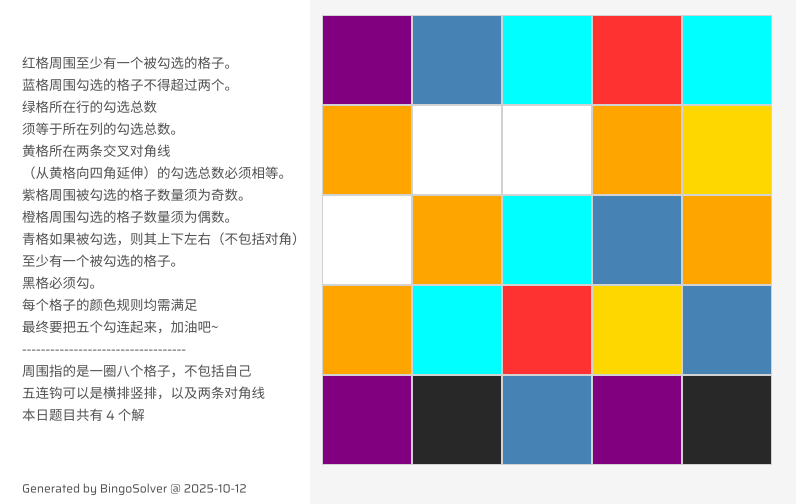 红格周围至少有一个被勾选的格子。
蓝格周围勾选的格子不得超过两个。
绿格所在行的勾选总数
须等于所在列的勾选总数。
黄格所在两条交叉对角线
（从黄格向四角延伸）的勾选总数必须相等。
紫格周围被勾选的格子数量须为奇数。
橙格周围勾选的格子数量须为偶数。
青格如果被勾选，则其上下左右（不包括对角）
至少有一个被勾选的格子。
黑格必须勾。
每个格子的颜色规则均需满足
最终要把五个勾连起来，加油吧~
----------------------------------
周围指的是一圈八个格子，不包括自己
五连钩可以是横排竖排，以及两条对角线
本日题目共有 4 个解
Generated by BingoSolver @ 2025-10-12